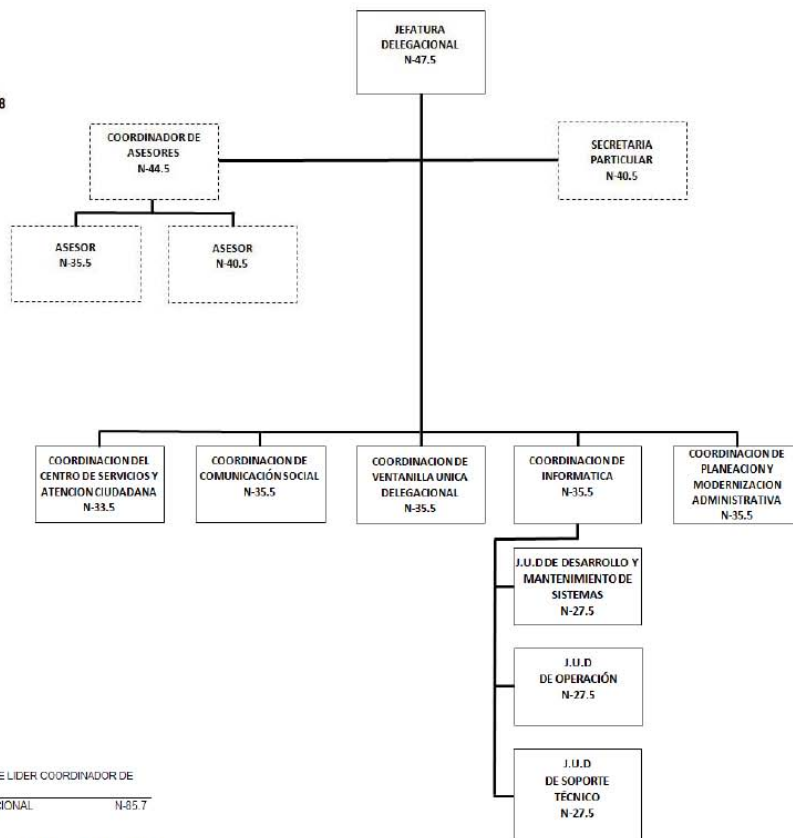 JEFATURA
DELEGACIONAL
N-47.5
8
COORDINADOR DE
ASESORES
N-44.5
SECRETARIA
PARTICULAR
N-40.5
ASESOR
N-35.5
ASESOR
N-40.5
COORDINACION DEL
CENTRO DE SERVICIOS Y
ATENCION CIUDADANA
N-33.5
COORDINACION DE
COMUNICACIÓN SOCIAL
N-35.5
COORDINACION DE
VENTANILLA UNICA
DELEGACIONAL
N-35.5
COORDINACION DE
INFORMATICA
N-35.5
COORDINACION DE
PLANEACION Y
MODERNIZACION
ADMINISTRATIVA
N-35.5
J.U.D DE DESARROLLO Y
MANTENIMIENTO DE
SISTEMAS
N-27.5
J.U.D
DE OPERACIÓN
N-27.5
J.U.D
DE SOPORTE
TÉCNICO
N-27.5
E LIDER COORDINADOR DE
CIONAL N-85.7